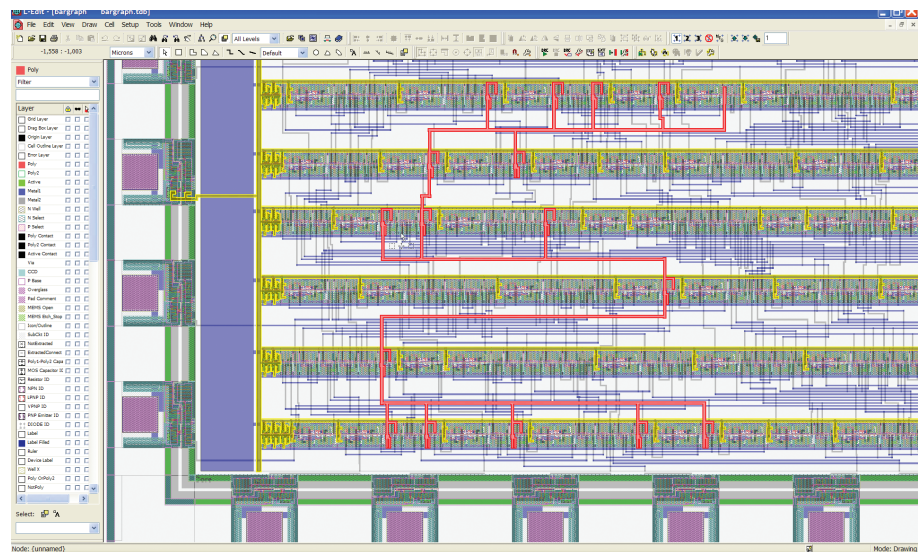 L-Edit - [bargraph bargraph.tdb]
File Edit View Draw Cell Setup Tools Window Help
All Levels
1
-1,558 : -1,003
Microns
Default
Poly
Filter
Layer
Grid Layer
Drag Box Layer
Origin Layer
Cell Outline Layer
Error Layer
Poly
Poly2
Active
Metal1
Metal2
N Well
N Select
P Select
Poly Contact
Poly2 Contact
Active Contact
Via
CCD
P Base
Overglass
Pad Comment
MEMS Open
MEMS Etch_Stop
Icon/Outline
SubCkt ID
NotExtracted
ExtractedConnect
Poly1-Poly2 Capa
MOS Capacitor IC
Resistor ID
NPN ID
LPNP ID
VPNP ID
PNP Emitter ID
DIODE ID
Label
Label Filled
Ruler
Device Label
Well X
Poly OnPoly2
NotPoly
Select:
Core
Node: (unnamed)
Mode: Drawing